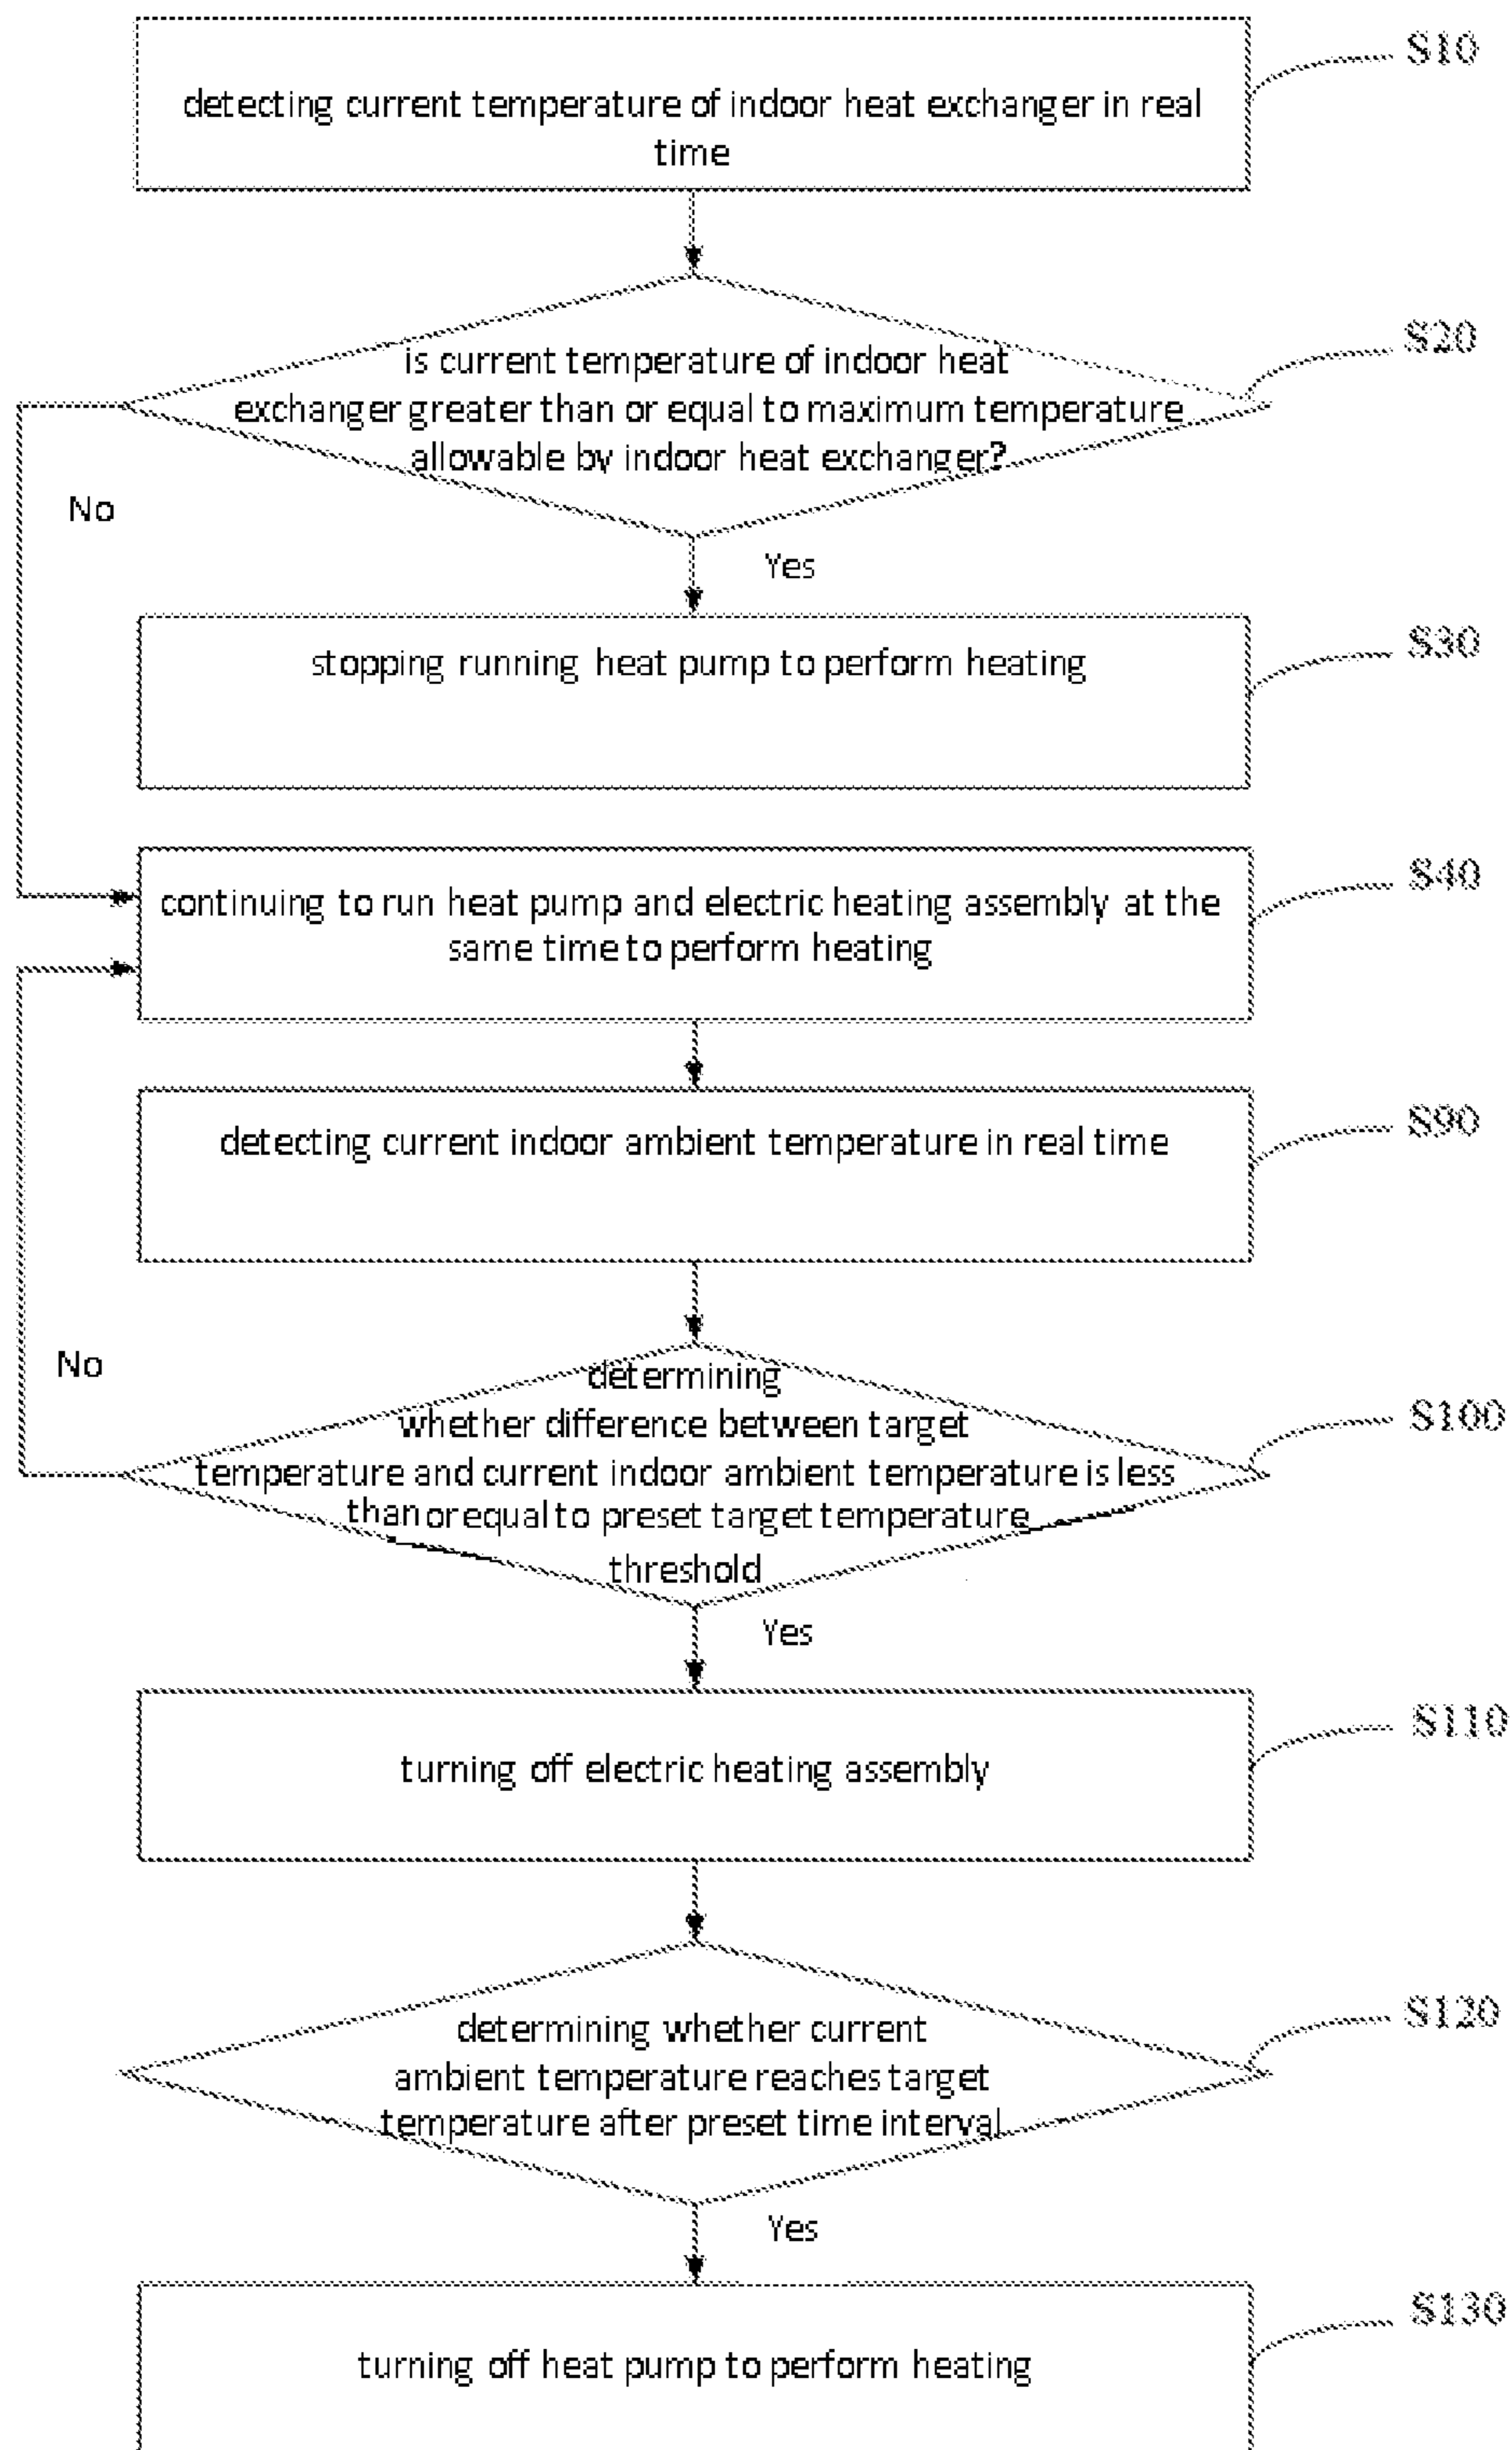 S10
detecting current temperature of indoor heat exchanger in real
time
S20
is current temperature of indoor heat
exchanger greater than or equal to maximum temperature
allowable by indoor heat exchanger?
No
Yes
S30
stopping running heat pump to perform heating
S40
continuing to run heat pump and electric heating assembly at the
same time to perform heating
S90
detecting current indoor ambient temperature in real time
No
determining
whether difference between target
S100
temperature and current indoor ambient temperature is less
than or equal to preset target temperature
threshold
Yes
S110
turning off electric heating assembly
S120
determining whether current
ambient temperature reaches target
temperature after preset time interval
Yes
S130
turning off heat pump to perform heating